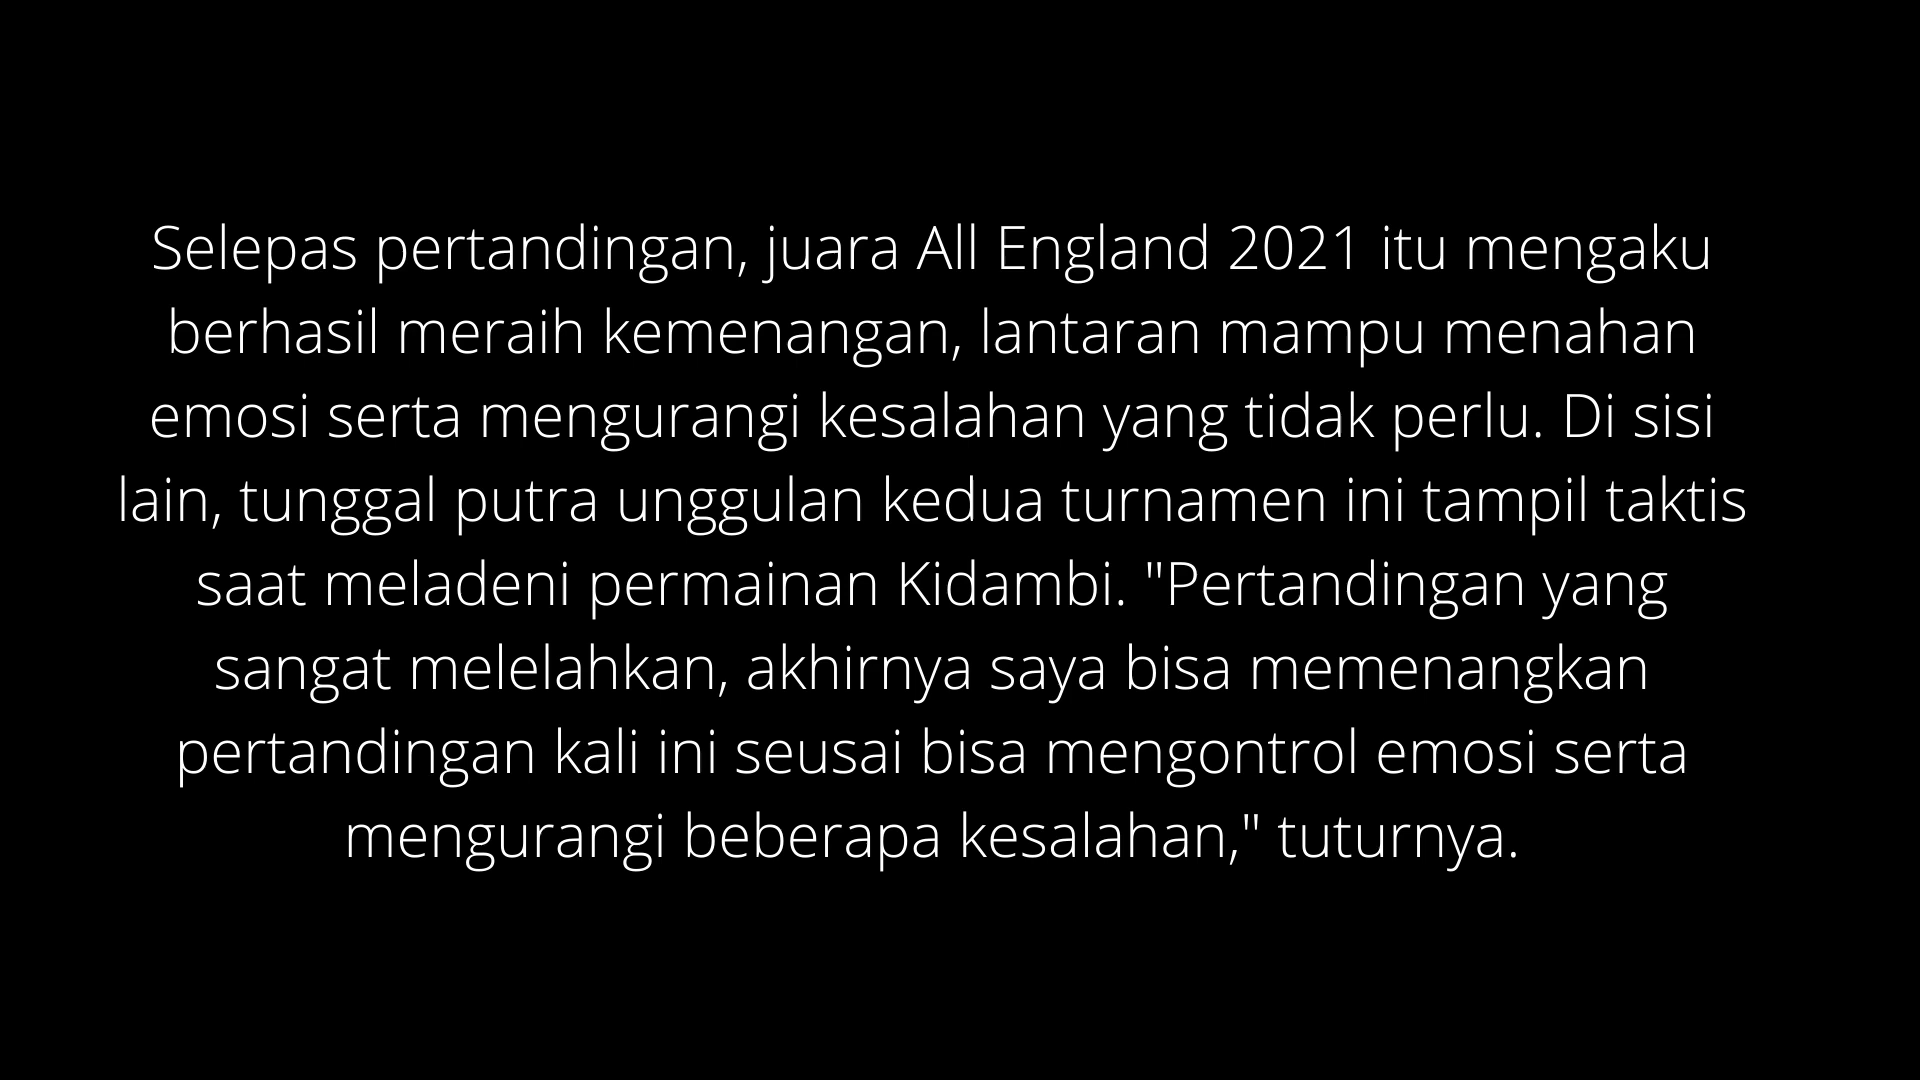 Selepas pertandingan, juara All England 2021 itu mengaku
berhasil meraih kemenangan, lantaran mampu menahan
emosi serta mengurangi kesalahan yang tidak perlu. Di sisi
lain, tunggal putra unggulan kedua turnamen ini tampil taktis
saat meladeni permainan Kidambi. "Pertandingan yang
sangat melelahkan, akhirnya saya bisa memenangkan
pertandingan kali ini seusai bisa mengontrol emosi serta
mengurangi beberapa kesalahan," tuturnya.